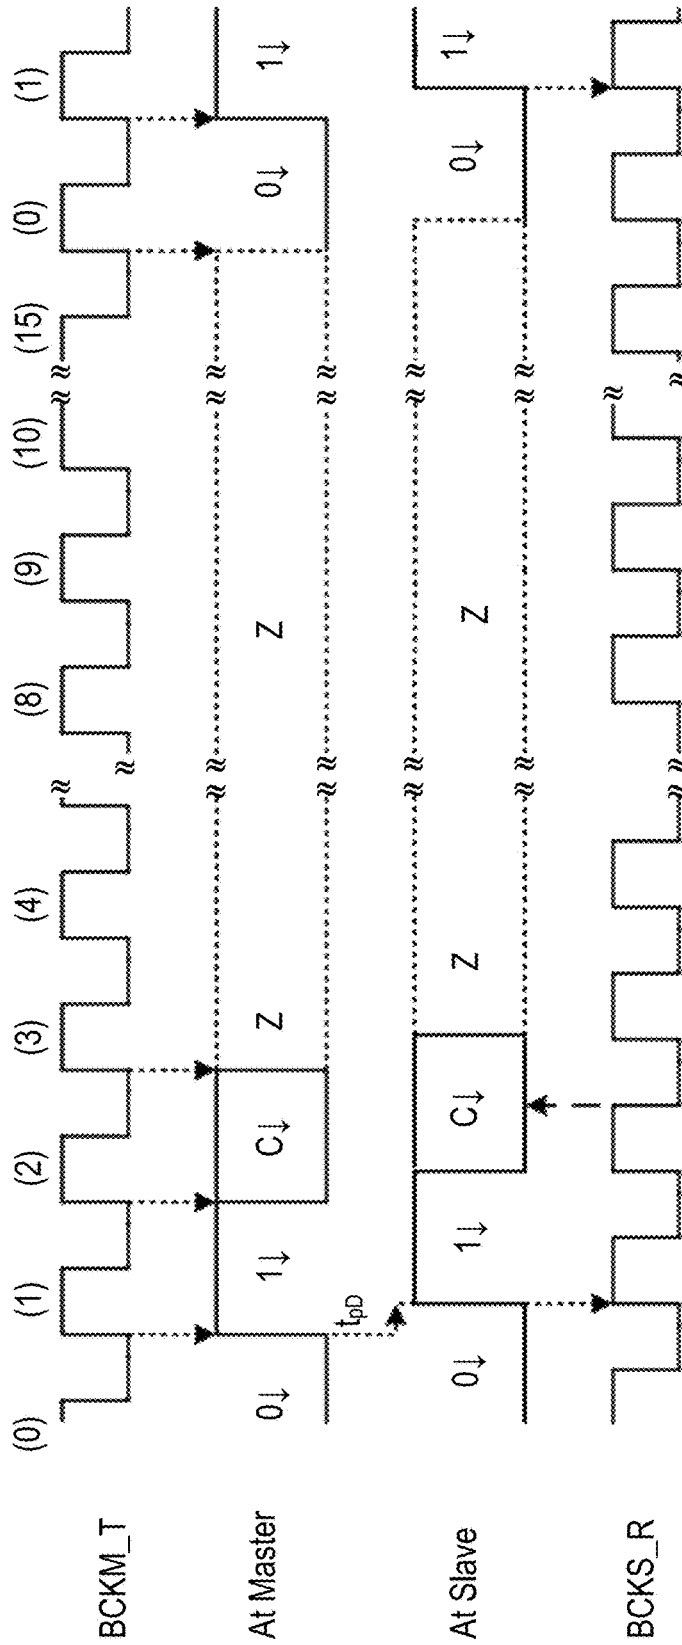 (0) (1) (2) (3) (4) (8) (9) (10) (15) (0) (1)
BCKM_T
At Master 0↓ 1↓ C↓ Z Z 0↓ 1↓
tpD
At Slave 0↓ 1↓ C↓ Z Z 0↓ 1↓
BCKS_R